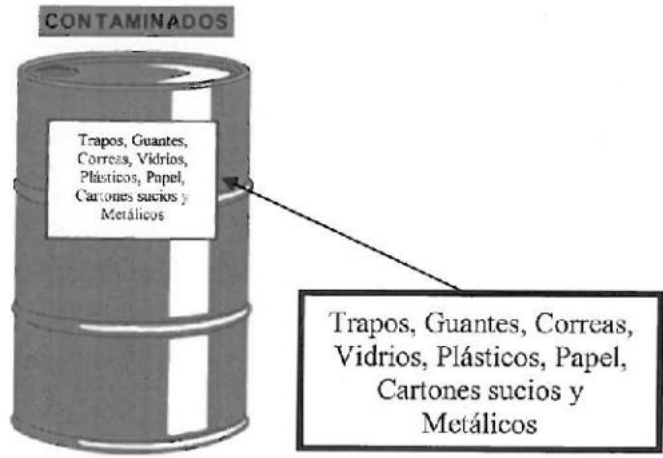 CONTAMINADOS
Trapos, Guantes,
Correas, Vidrios,
Plásticos, Papel,
Cartones sucios y
Metálicos
Trapos, Guantes, Correas,
Vidrios, Plásticos, Papel,
Cartones sucios y
Metálicos